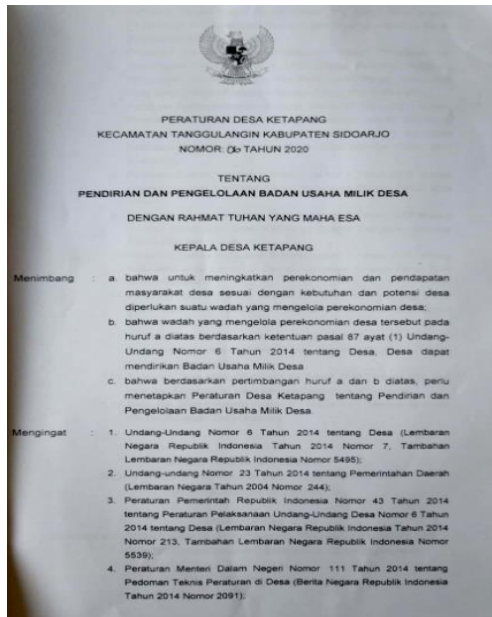 PERATURAN DESA KETAPANG
KECAMATAN TANGGULANGIN KABUPATEN SIDOARJO
NOMOR: 06 TAHUN 2020
TENTANG
PENDIRIAN DAN PENGELOLAAN BADAN USAHA MILIK DESA
DENGAN RAHMAT TUHAN YANG MAHA ESA
KEPALA DESA KETAPANG
Menimbang : a. bahwa untuk meningkatkan perekonomian dan pendapatan
masyarakat desa sesuai dengan kebutuhan dan potensi desa
diperlukan suatu wadah yang mengelola perekonomian desa;
b. bahwa wadah yang mengelola perekonomian desa tersebut pada
huruf a diatas berdasarkan ketentuan pasal 87 ayat (1) Undang-
Undang Nomor 6 Tahun 2014 tentang Desa, Desa dapat
mendirikan Badan Usaha Milik Desa
c. bahwa berdasarkan pertimbangan huruf a dan b diatas, perlu
menetapkan Peraturan Desa Ketapang tentang Pendirian dan
Pengelolaan Badan Usaha Milik Desa.
Mengingat : 1. Undang-Undang Nomor 6 Tahun 2014 tentang Desa (Lembaran
Negara Republik Indonesia Tahun 2014 Nomor 7, Tambahan
Lembaran Negara Republik Indonesia Nomor 5495);
2. Undang-undang Nomor 23 Tahun 2014 tentang Pemerintahan Daerah
(Lembaran Negara Tahun 2004 Nomor 244);
3. Peraturan Pemerintah Republik Indonesia Nomor 43 Tahun 2014
tentang Peraturan Pelaksanaan Undang-Undang Desa Nomor 6 Tahun
2014 tentang Desa (Lembaran Negara Republik Indonesia Tahun 2014
Nomor 213, Tambahan Lembaran Negara Republik Indonesia Nomor
5539);
4. Peraturan Menteri Dalam Negeri Nomor 111 Tahun 2014 tentang
Pedoman Teknis Peraturan di Desa (Berita Negara Republik Indonesia
Tahun 2014 Nomor 2091);